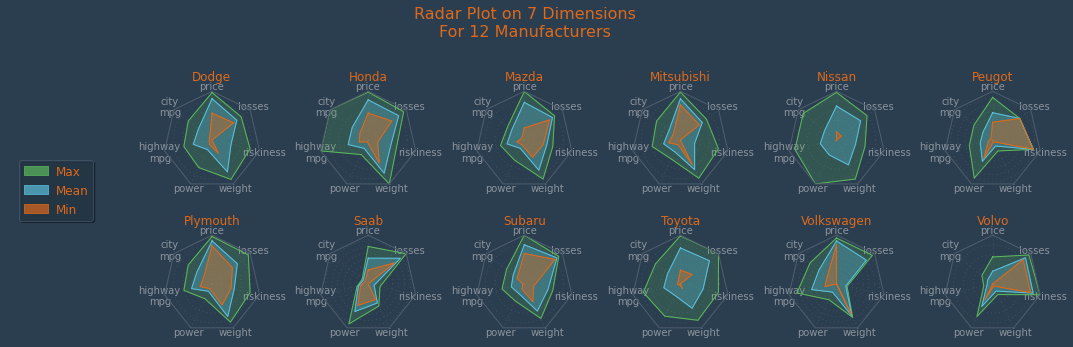 Radar Plot on 7 Dimensions
For 12 Manufacturers
Max
Mean
Min
Dodge
price
city
mpg
losses
highway
mpg
riskiness
power
weight
Honda
price
city
mpg
losses
highway
mpg
riskiness
power
weight
Mazda
price
city
mpg
losses
highway
mpg
riskiness
power
weight
Mitsubishi
price
city
mpg
losses
highway
mpg
riskiness
power
weight
Nissan
price
city
mpg
losses
highway
mpg
riskiness
power
weight
Peugot
price
city
mpg
losses
highway
mpg
riskiness
power
weight
Plymouth
price
city
mpg
losses
highway
mpg
riskiness
power
weight
Saab
price
city
mpg
losses
highway
mpg
riskiness
power
weight
Subaru
price
city
mpg
losses
highway
mpg
riskiness
power
weight
Toyota
price
city
mpg
losses
highway
mpg
riskiness
power
weight
Volkswagen
price
city
mpg
losses
highway
mpg
riskiness
power
weight
Volvo
price
city
mpg
losses
highway
mpg
riskiness
power
weight